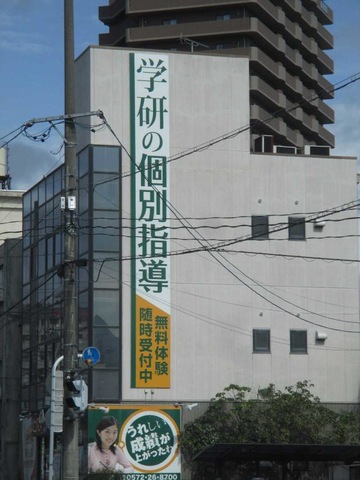 学研の個別指導
無料体験
随時受付中
うれしい
成績が
上がったわ!
0572-26-8700